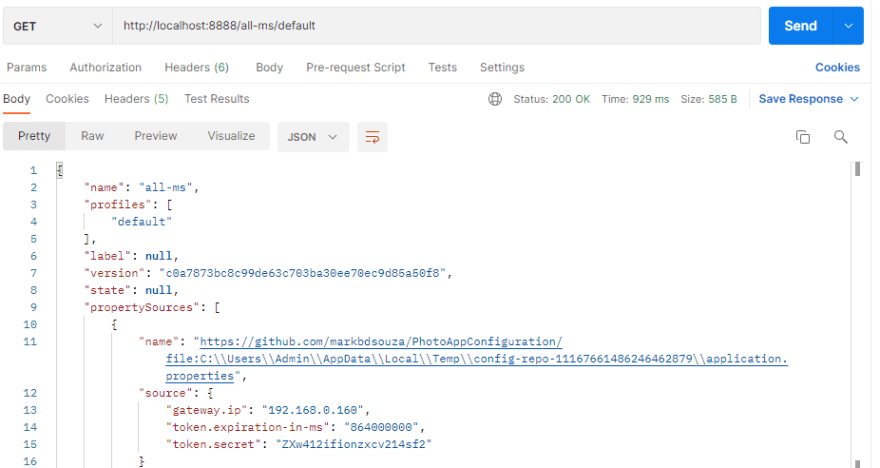 GET http://localhost:8888/all-ms/default Send
Params Authorization Headers (6) Body Pre-request Script Tests Settings Cookies
Body Cookies Headers (5) Test Results Status: 200 OK Time: 929 ms Size: 585 B Save Response
Pretty Raw Preview Visualize JSON
1 {
2 "name": "all-ms",
3 "profiles": [
4 "default"
5 ],
6 "label": null,
7 "version": "c0a7873bc8c99de63c703ba30ee70ec9d85a50f8",
8 "state": null,
9 "propertySources": [
10 {
11 "name": "https://github.com/markbdsouza/PhotoAppConfiguration/
file:C:\\Users\\Admin\\AppData\\Local\\Temp\\config-repo-11167661486246462879\\application.
properties",
12 "source": {
13 "gateway.ip": "192.168.0.160",
14 "token.expiration-in-ms": "864000000",
15 "token.secret": "ZXw412ifionzxcv214sf2"
16 }